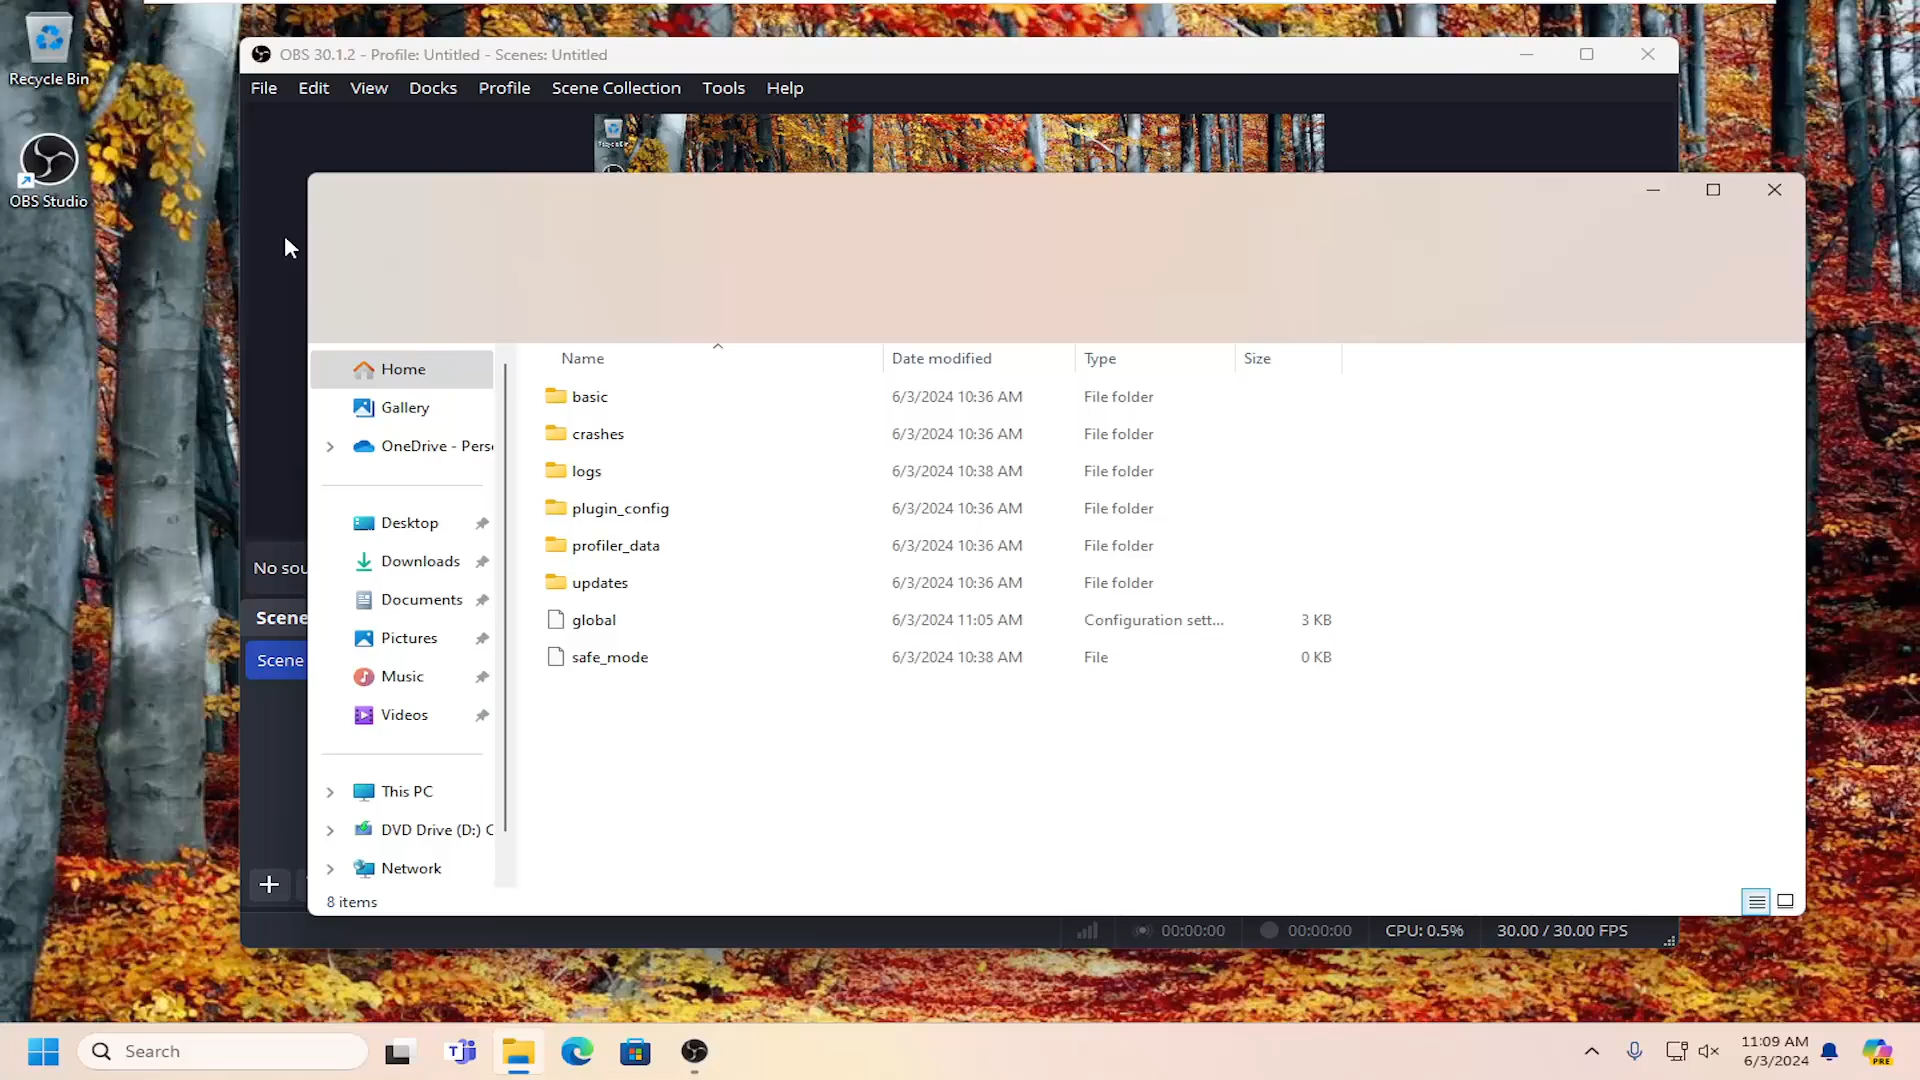 Recycle Bin
OBS Studio
OBS 30.1.2 - Profile: Untitled - Scenes: Untitled
File Edit View Docks Profile Scene Collection Tools Help
Name Date modified Type Size
Home
Gallery
OneDrive - Pers
Desktop
Downloads
Documents
Pictures
Music
Videos
This PC
DVD Drive (D:) C
Network
basic 6/3/2024 10:36 AM File folder
crashes 6/3/2024 10:36 AM File folder
logs 6/3/2024 10:38 AM File folder
plugin_config 6/3/2024 10:36 AM File folder
profiler_data 6/3/2024 10:36 AM File folder
updates 6/3/2024 10:36 AM File folder
global 6/3/2024 11:05 AM Configuration sett... 3 KB
safe_mode 6/3/2024 10:38 AM File 0 KB
8 items
No sou
Scene
Scene
00:00:00 00:00:00 CPU: 0.5% 30.00 / 30.00 FPS
Search
11:09 AM
6/3/2024
PRE